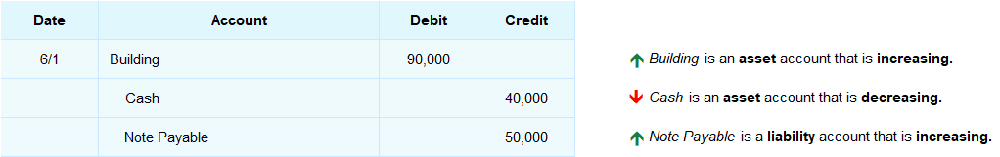 Date Account Debit Credit
6/1 Building 90,000 Building is an asset account that is increasing.
Cash 40,000 Cash is an asset account that is decreasing.
Note Payable 50,000 Note Payable is a liability account that is increasing.